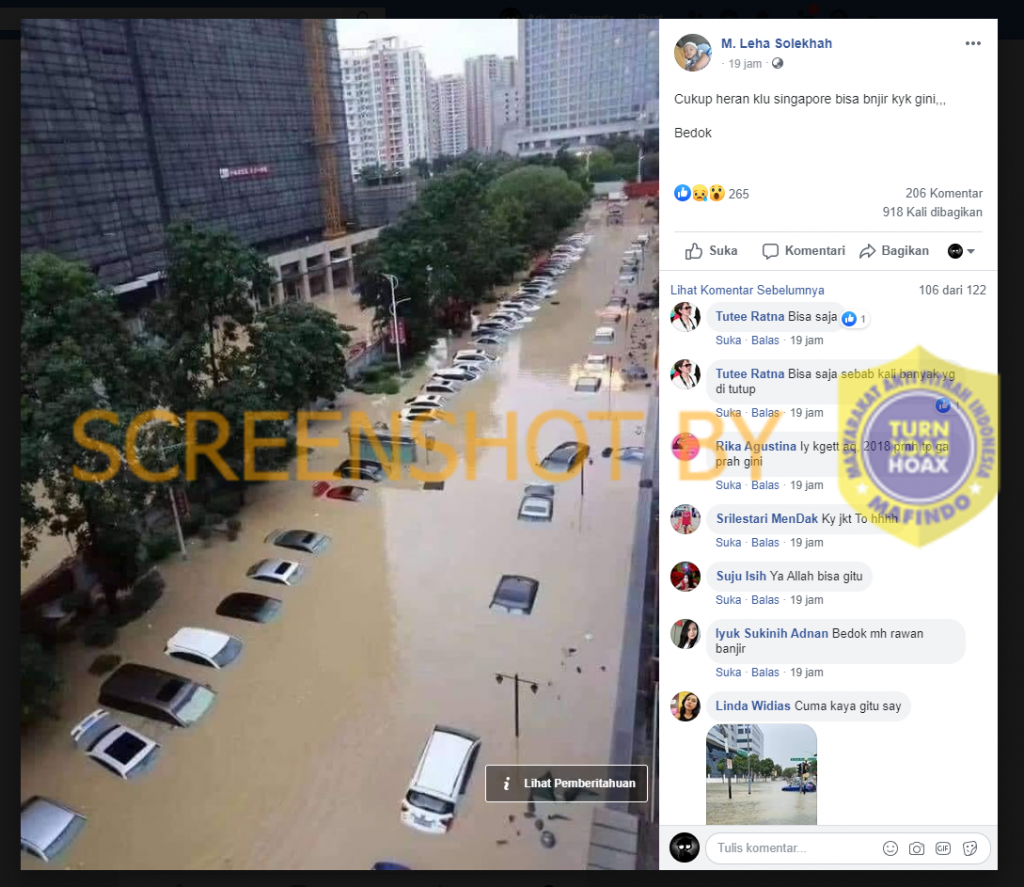 M. Leha Solekhah
· 19 jam ·
Cukup heran klu singapore bisa bnjir kyk gini,,,
Bedok
265
206 Komentar
918 Kali dibagikan
Suka
Komentari
Bagikan
Lihat Komentar Sebelumnya
106 dari 122
Tutee Ratna Bisa saja
1
Suka · Balas · 19 jam
Tutee Ratna Bisa saja sebab kali banyak yg
di tutup
Suka · Balas · 19 jam
Rika Agustina Iy kgett aq, 2018 prnh tp ga
prah gini
Suka · Balas · 19 jam
Srilestari MenDak Ky jkt To hhhh
Suka · Balas · 19 jam
Suju Isih Ya Allah bisa gitu
Suka · Balas · 19 jam
Iyuk Sukinih Adnan Bedok mh rawan
banjir
Suka · Balas · 19 jam
Linda Widias Cuma kaya gitu say
Tulis komentar...
GIF
Lihat Pemberitahuan
SCREENSHOT BY
MASYARAKAT ANTI FITNAH INDONESIA
TURN
BACK
HOAX
MAFINDO